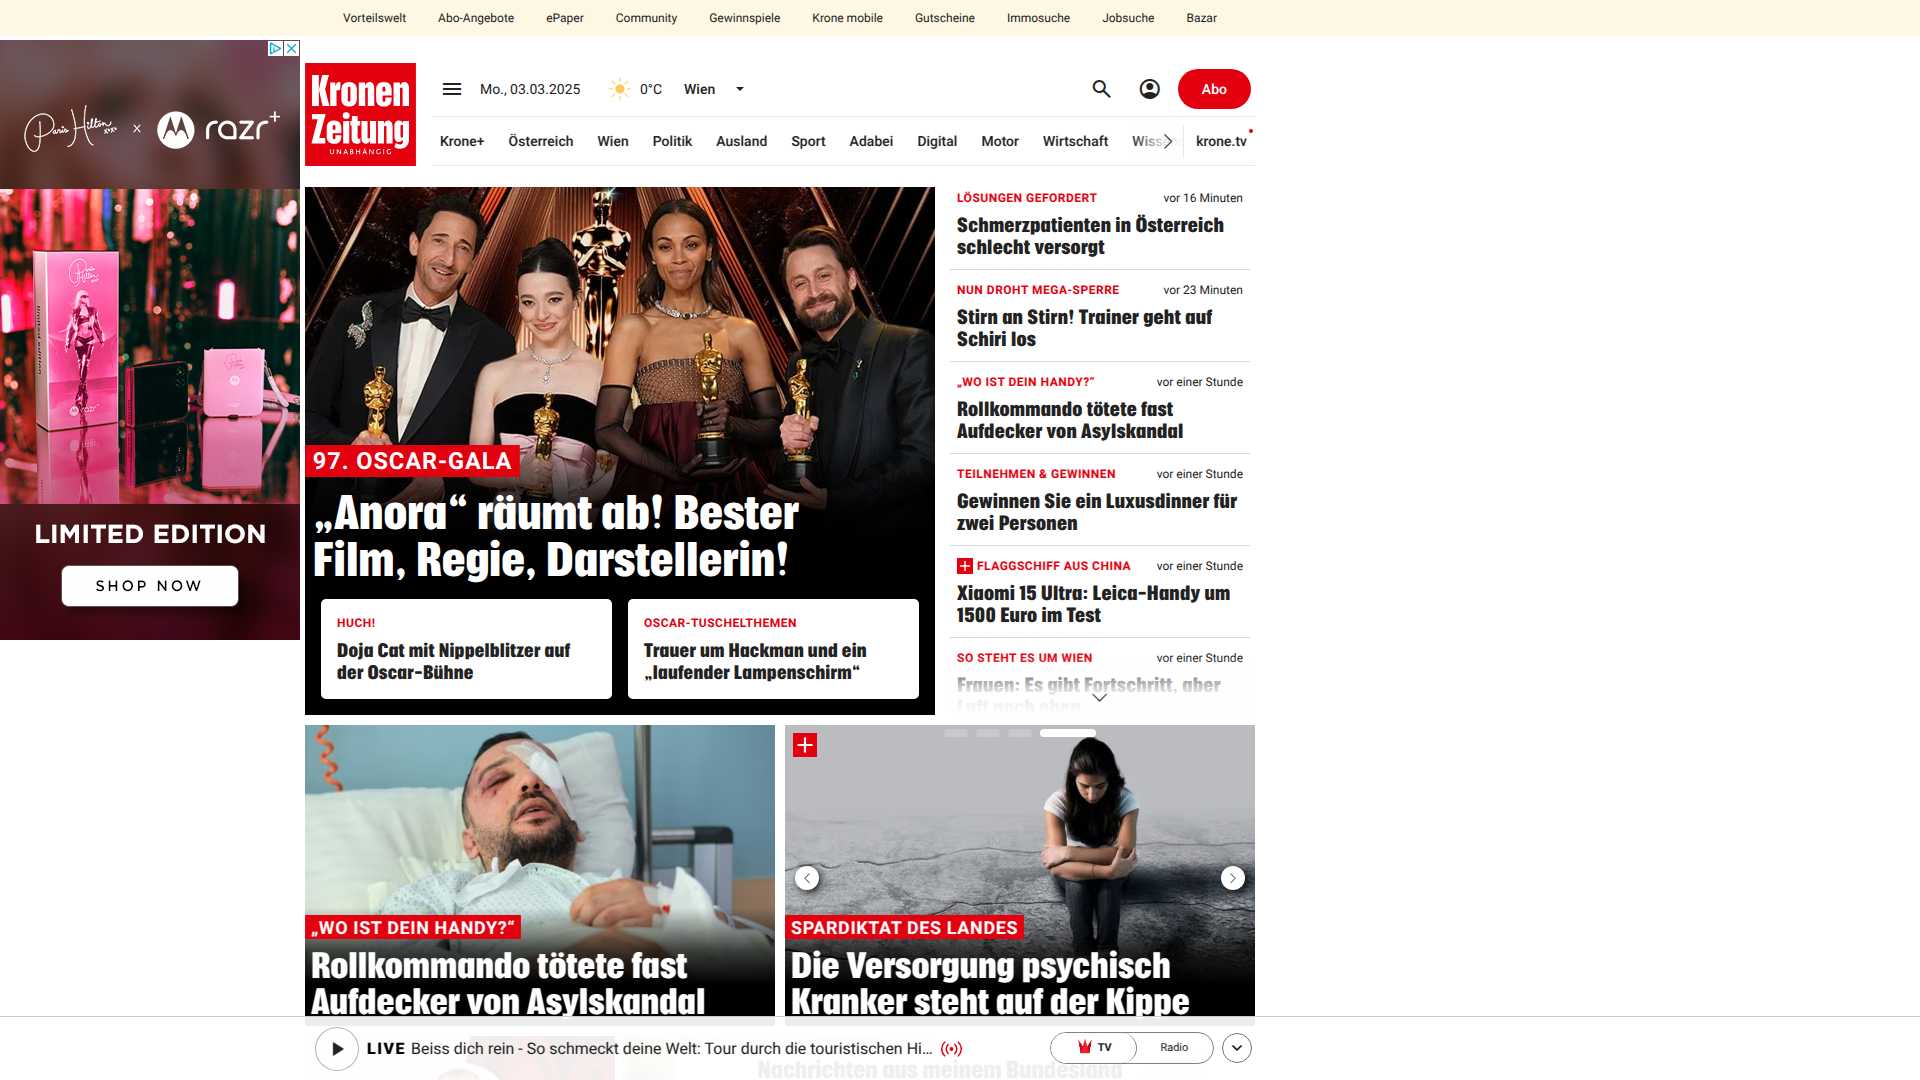 Vorteilswelt
Abo-Angebote
ePaper
Community
Gewinnspiele
Krone mobile
Gutscheine
Immosuche
Jobsuche
Bazar
Paris Hilton x razr+
LIMITED EDITION
SHOP NOW
Kronen
Zeitung
UNABHÄNGIG
Mo., 03.03.2025
0°C
Wien
Abo
Krone+
Österreich
Wien
Politik
Ausland
Sport
Adabei
Digital
Motor
Wirtschaft
krone.tv
97. OSCAR-GALA
„Anora“ räumt ab! Bester
Film, Regie, Darstellerin!
HUCH!
Doja Cat mit Nippelblitzer auf
der Oscar-Bühne
OSCAR-TUSCHELTHEMEN
Trauer um Hackman und ein
„laufender Lampenschirm“
LÖSUNGEN GEFORDERT vor 16 Minuten
Schmerzpatienten in Österreich
schlecht versorgt
NUN DROHT MEGA-SPERRE vor 23 Minuten
Stirn an Stirn! Trainer geht auf
Schiri los
„WO IST DEIN HANDY?“ vor einer Stunde
Rollkommando tötete fast
Aufdecker von Asylskandal
TEILNEHMEN & GEWINNEN vor einer Stunde
Gewinnen Sie ein Luxusdinner für
zwei Personen
FLAGGSCHIFF AUS CHINA vor einer Stunde
Xiaomi 15 Ultra: Leica-Handy um
1500 Euro im Test
SO STEHT ES UM WIEN vor einer Stunde
Frauen: Es gibt Fortschritt, aber
Luft nach oben
„WO IST DEIN HANDY?“
Rollkommando tötete fast
Aufdecker von Asylskandal
SPARDIKTAT DES LANDES
Die Versorgung psychisch
Kranker steht auf der Kippe
LIVE Beiss dich rein - So schmeckt deine Welt: Tour durch die touristischen Hi...
TV
Radio
Nachrichten aus meinem Bundesland